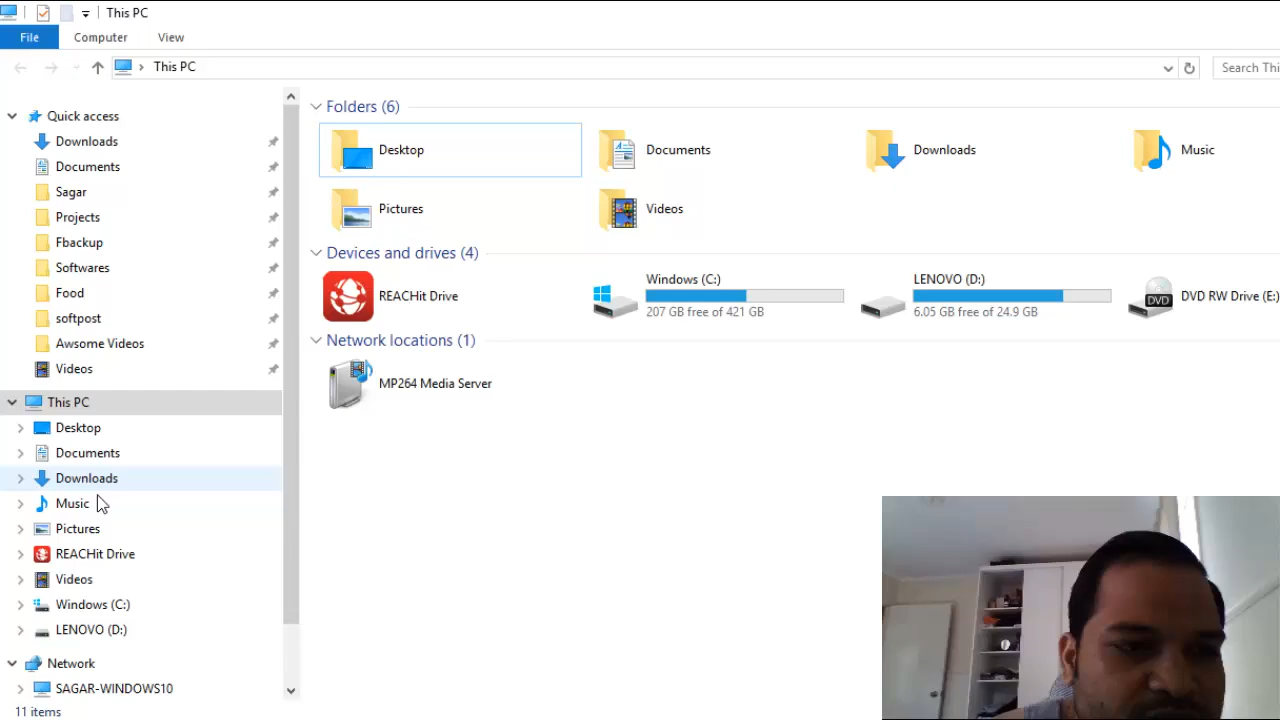 This PC
File Computer View
This PC
Search Thi
Quick access
Downloads
Documents
Sagar
Projects
Fbackup
Softwares
Food
softpost
Awsome Videos
Videos
This PC
Desktop
Documents
Downloads
Music
Pictures
REACHit Drive
Videos
Windows (C:)
LENOVO (D:)
Network
SAGAR-WINDOWS10
11 items
Folders (6)
Desktop Documents Downloads Music
Pictures Videos
Devices and drives (4)
REACHit Drive
Windows (C:)
207 GB free of 421 GB
LENOVO (D:)
6.05 GB free of 24.9 GB
DVD
DVD RW Drive (E:)
Network locations (1)
MP264 Media Server